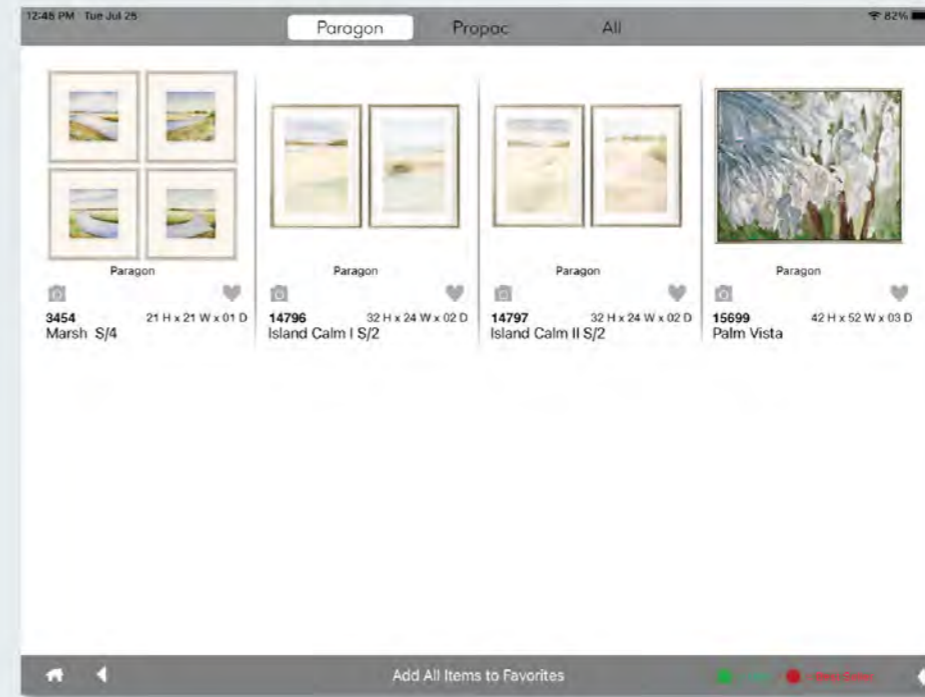 12:46 PM Tue Jul 25
82%
Paragon Propac All
Paragon
3454 21 H x 21 W x 01 D
Marsh S/4
Paragon
14796 32 H x 24 W x 02 D
Island Calm I S/2
Paragon
14797 32 H x 24 W x 02 D
Island Calm II S/2
Paragon
15699 42 H x 52 W x 03 D
Palm Vista
Add All Items to Favorites